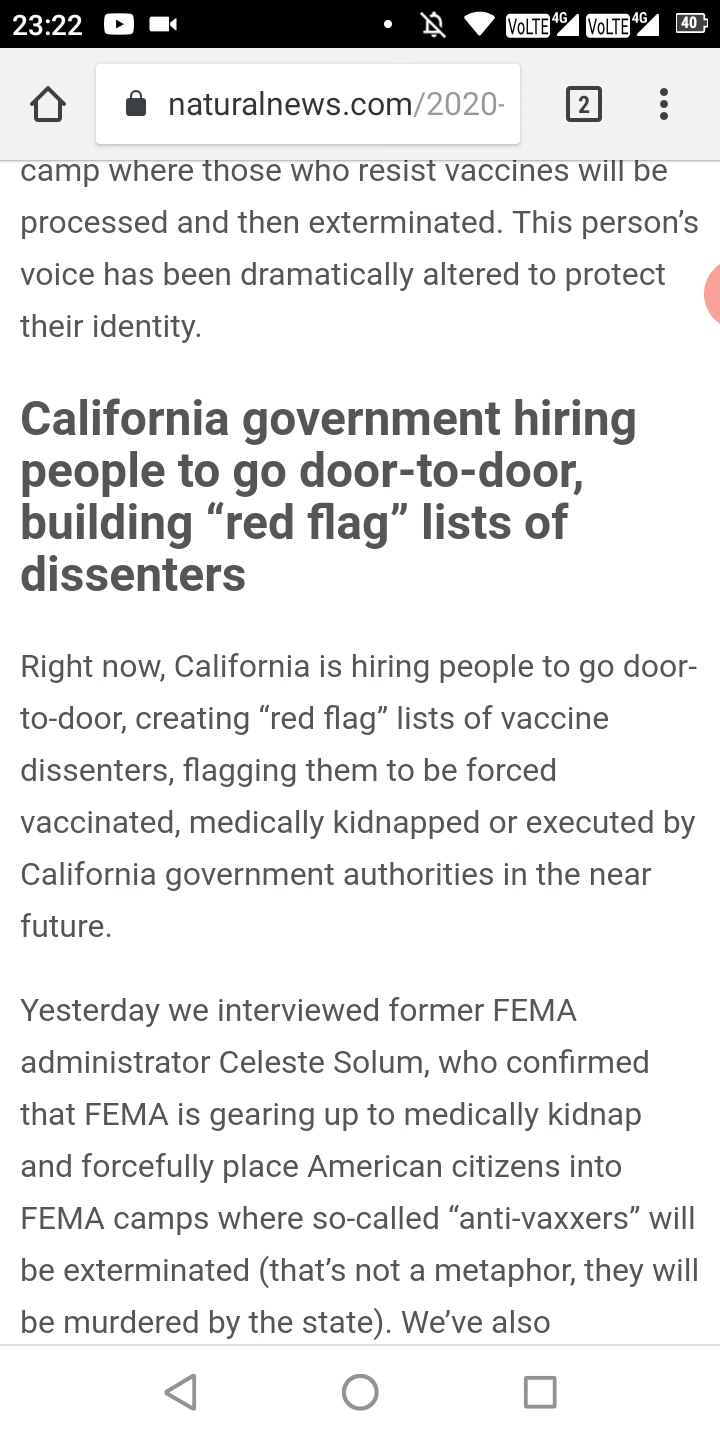 23:22 VoLTE 4G VoLTE 4G 40
naturalnews.com/2020- 2
camp where those who resist vaccines will be
processed and then exterminated. This person’s
voice has been dramatically altered to protect
their identity.
California government hiring
people to go door-to-door,
building “red flag” lists of
dissenters
Right now, California is hiring people to go door-
to-door, creating “red flag” lists of vaccine
dissenters, flagging them to be forced
vaccinated, medically kidnapped or executed by
California government authorities in the near
future.
Yesterday we interviewed former FEMA
administrator Celeste Solum, who confirmed
that FEMA is gearing up to medically kidnap
and forcefully place American citizens into
FEMA camps where so-called “anti-vaxxers” will
be exterminated (that’s not a metaphor, they will
be murdered by the state). We’ve also